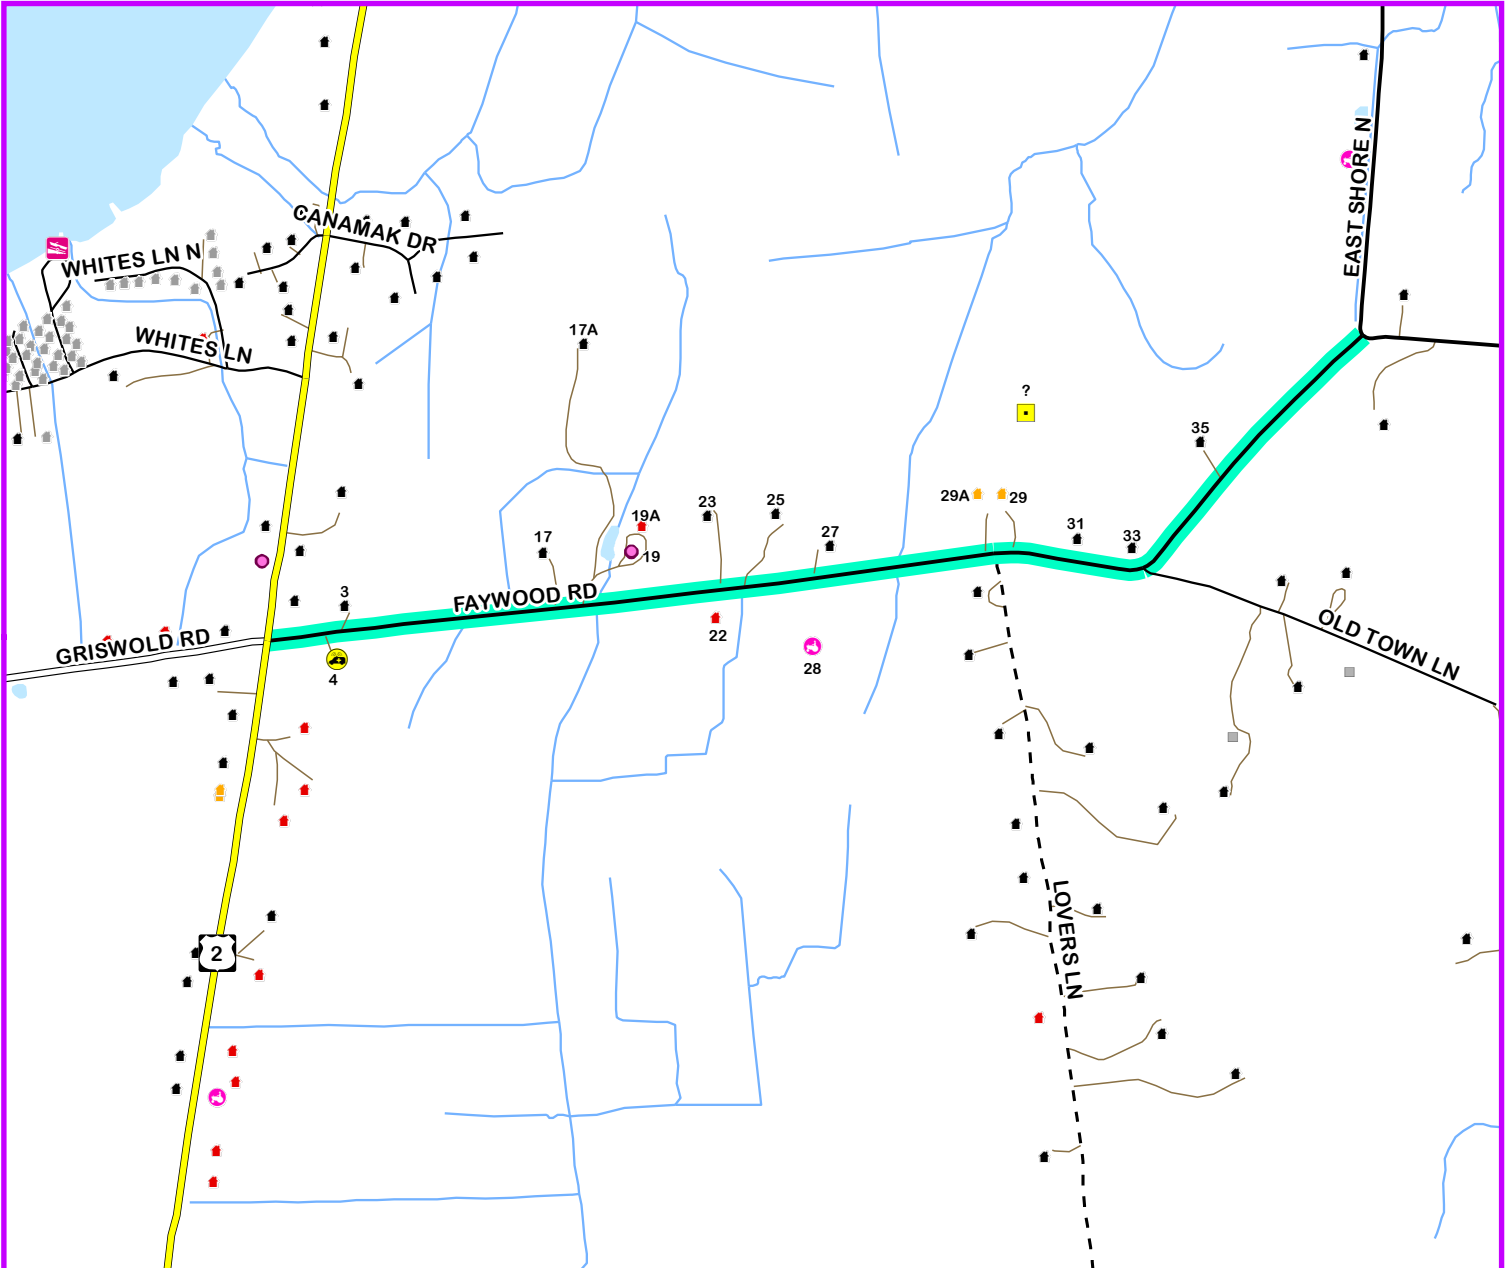 CANAMAK DR
WHITES LN N
EAST SHORE N
WHITES LN
17A
?
35
29A
29
23
25
19A
31
27
33
17
19
3
FAYWOOD RD
22
GRISWOLD RD
OLD TOWN LN
28
4
LOVERS LN
2